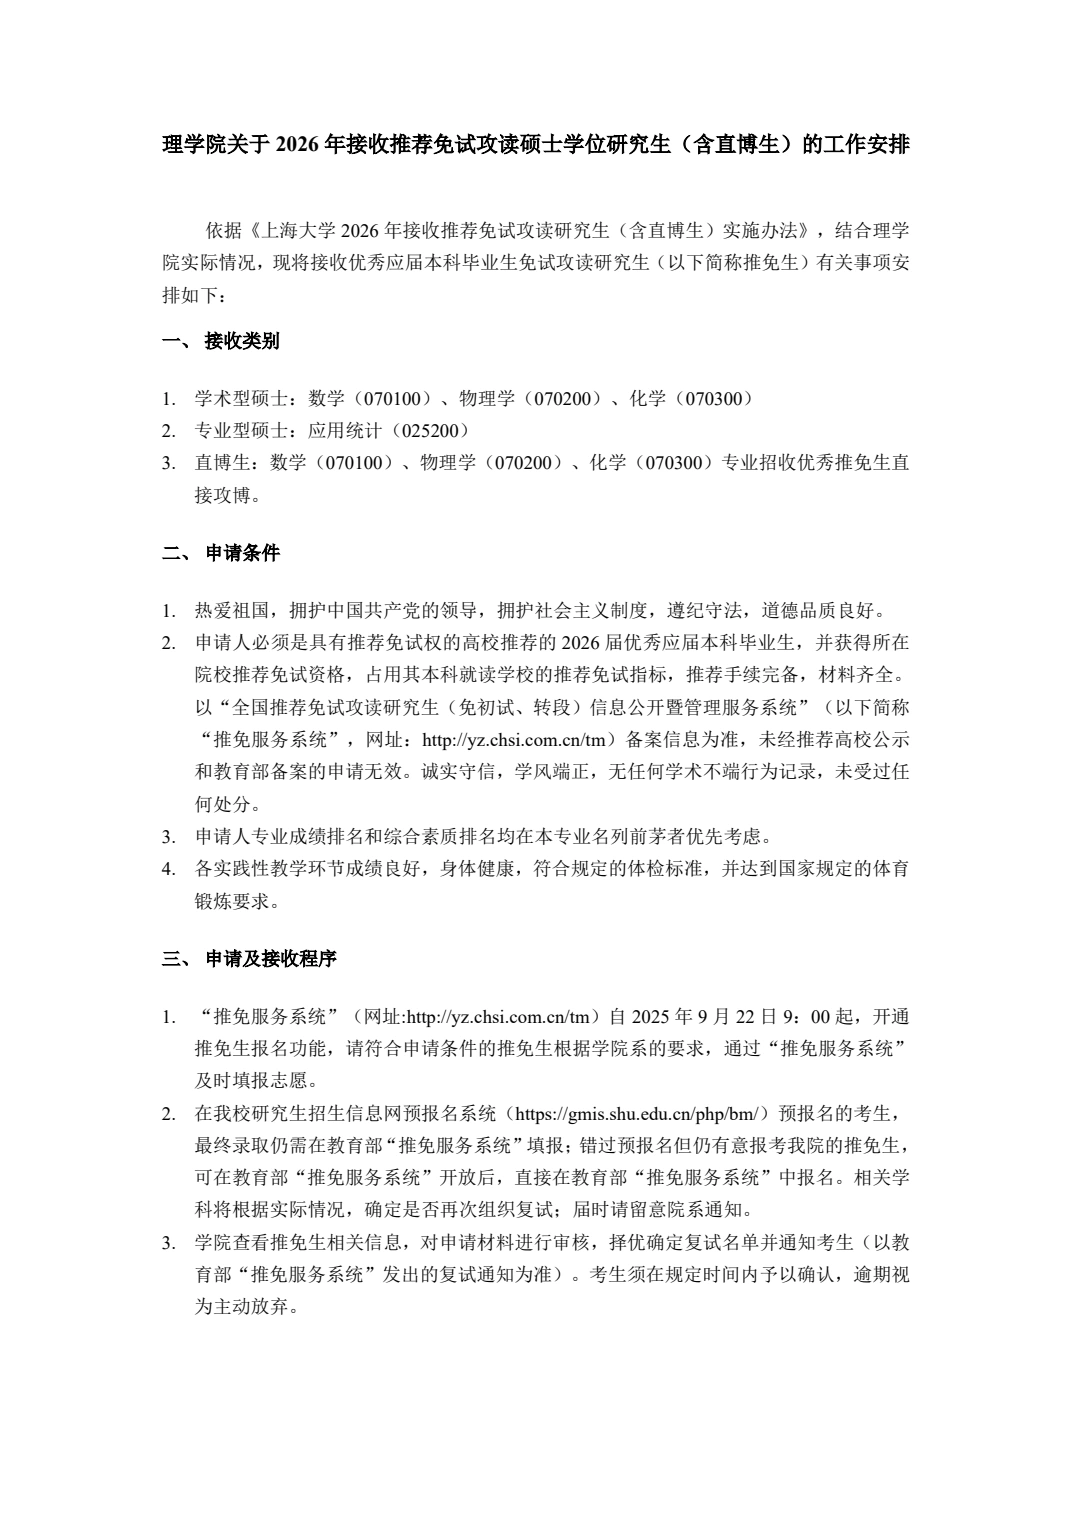 理学院关于 2026 年接收推荐免试攻读硕士学位研究生（含直博生）的工作安排
依据《上海大学 2026 年接收推荐免试攻读研究生（含直博生）实施办法》，结合理学
院实际情况，现将接收优秀应届本科毕业生免试攻读研究生（以下简称推免生）有关事项安
排如下：
一、 接收类别
1. 学术型硕士：数学（070100）、物理学（070200）、化学（070300）
2. 专业型硕士：应用统计（025200）
3. 直博生：数学（070100）、物理学（070200）、化学（070300）专业招收优秀推免生直
接攻博。
二、 申请条件
1. 热爱祖国，拥护中国共产党的领导，拥护社会主义制度，遵纪守法，道德品质良好。
2. 申请人必须是具有推荐免试权的高校推荐的 2026 届优秀应届本科毕业生，并获得所在
院校推荐免试资格，占用其本科就读学校的推荐免试指标，推荐手续完备，材料齐全。
以“全国推荐免试攻读研究生（免初试、转段）信息公开暨管理服务系统”（以下简称
“推免服务系统”，网址：http://yz.chsi.com.cn/tm）备案信息为准，未经推荐高校公示
和教育部备案的申请无效。诚实守信，学风端正，无任何学术不端行为记录，未受过任
何处分。
3. 申请人专业成绩排名和综合素质排名均在本专业名列前茅者优先考虑。
4. 各实践性教学环节成绩良好，身体健康，符合规定的体检标准，并达到国家规定的体育
锻炼要求。
三、 申请及接收程序
1. “推免服务系统”（网址:http://yz.chsi.com.cn/tm）自 2025 年 9 月 22 日 9：00 起，开通
推免生报名功能，请符合申请条件的推免生根据学院系的要求，通过“推免服务系统”
及时填报志愿。
2. 在我校研究生招生信息网预报名系统（https://gmis.shu.edu.cn/php/bm/）预报名的考生，
最终录取仍需在教育部“推免服务系统”填报；错过预报名但仍有意报考我院的推免生，
可在教育部“推免服务系统”开放后，直接在教育部“推免服务系统”中报名。相关学
科将根据实际情况，确定是否再次组织复试；届时请留意院系通知。
3. 学院查看推免生相关信息，对申请材料进行审核，择优确定复试名单并通知考生（以教
育部“推免服务系统”发出的复试通知为准）。考生须在规定时间内予以确认，逾期视
为主动放弃。